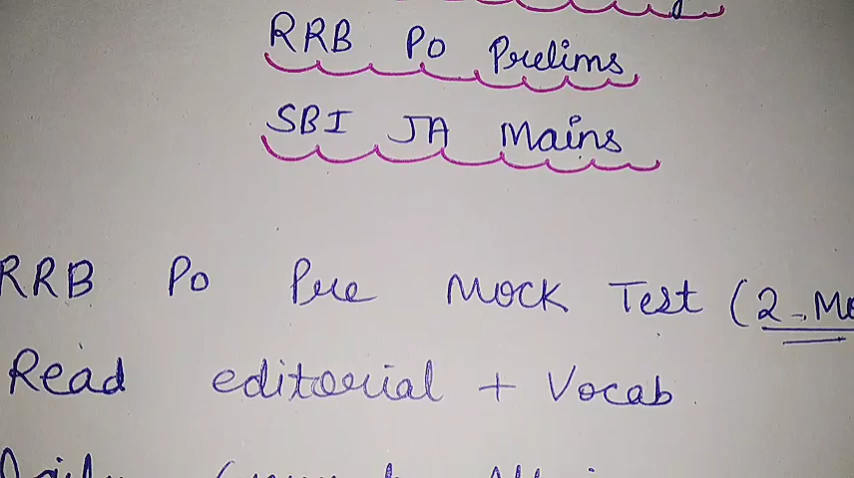 RRB Po Prelims
SBI JA Mains
RRB Po Pre Mock Test (2
Read editorial + Vocab